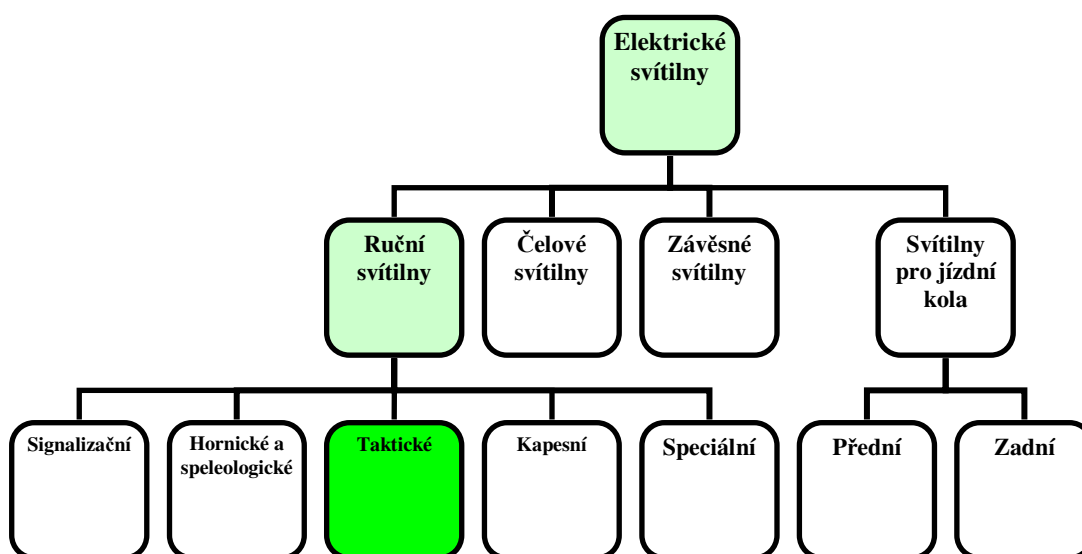 Elektrické
svítilny
Ruční
svítilny
Čelové
svítilny
Závěsné
svítilny
Svítilny
pro jízdní
kola
Signalizační
Hornické a
speleologické
Taktické
Kapesní
Speciální
Přední
Zadní